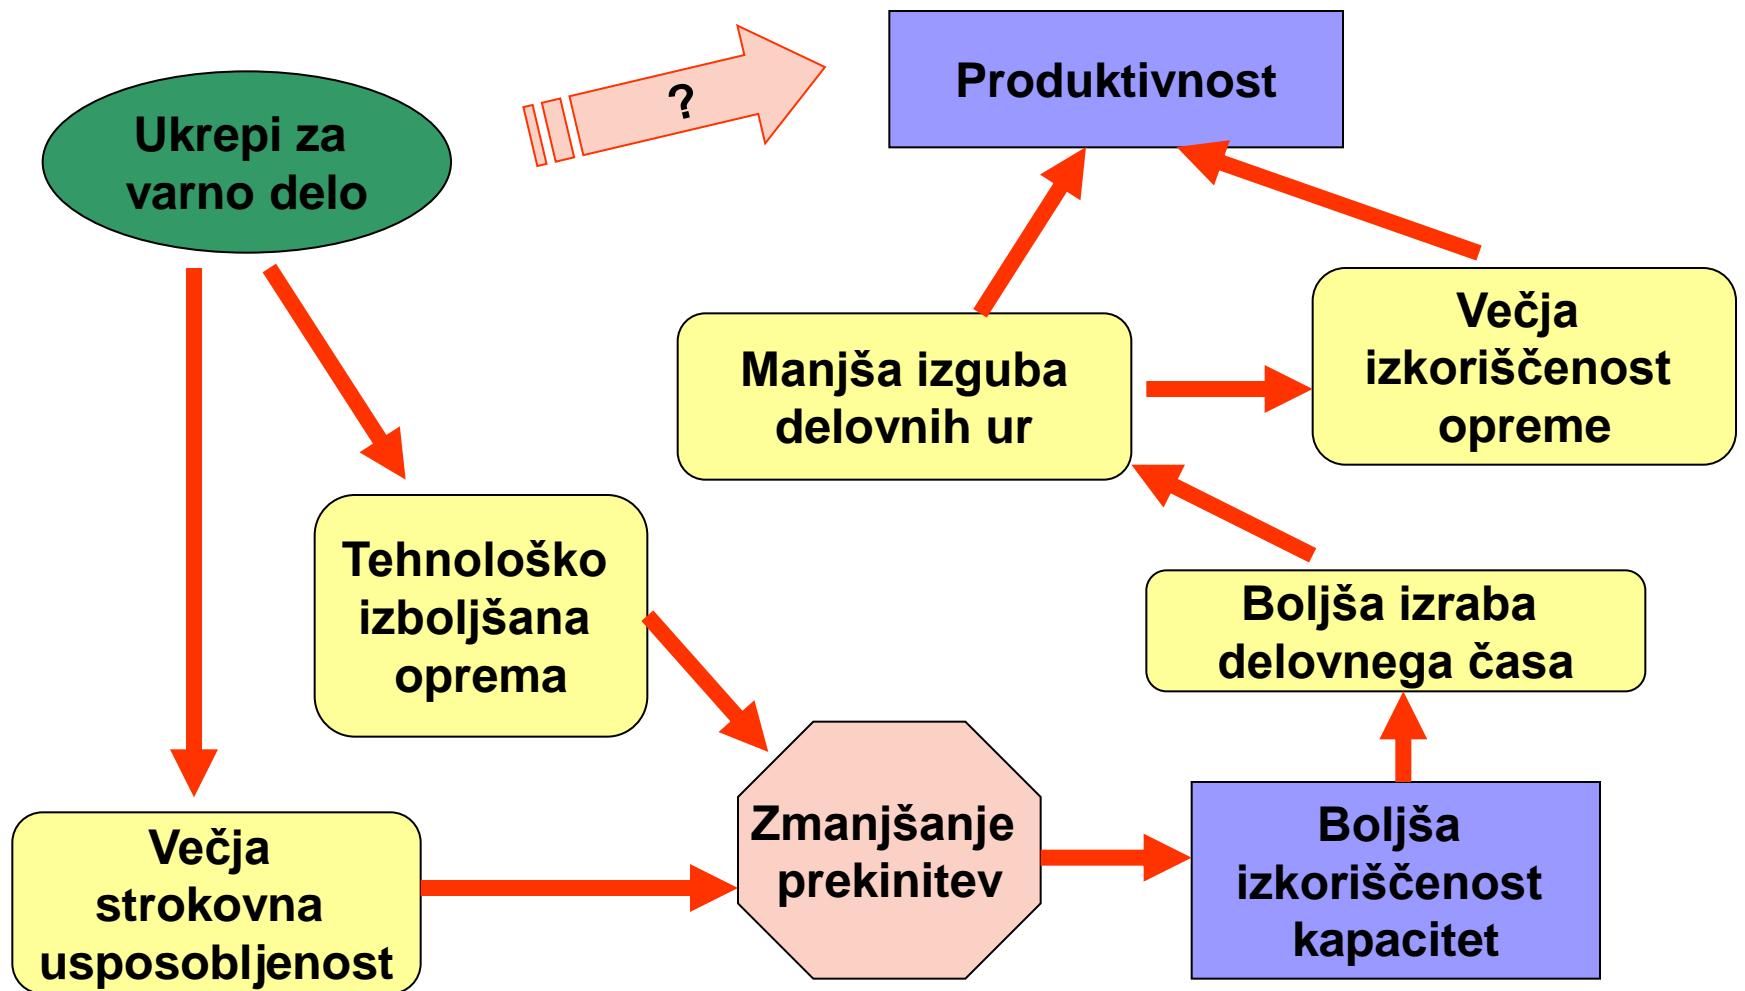 Ukrepi za
varno delo
?
Produktivnost
Manjša izguba
delovnih ur
Večja
izkoriščenost
opreme
Tehnološko
izboljšana
oprema
Boljša izraba
delovnega časa
Večja
strokovna
usposobljenost
Zmanjšanje
prekinitev
Boljša
izkoriščenost
kapacitet